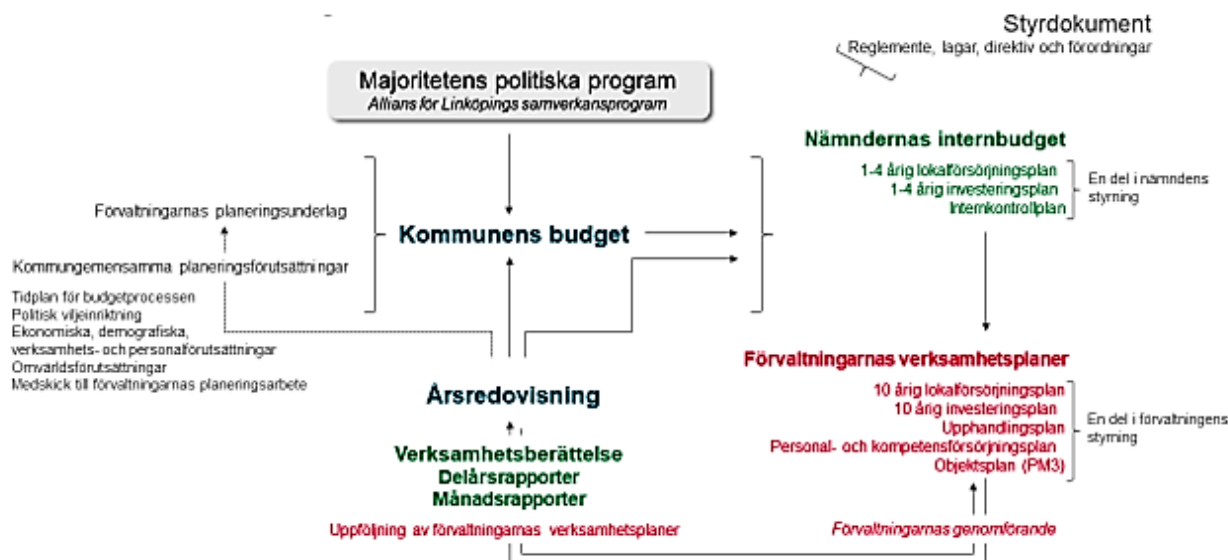 Styrdokument
Reglemente, lagar, direktiv och förordningar
Majoritetens politiska program
Allians för Linköpings samverkansprogram
Nämndernas internbudget
1-4 årig lokalförsörjningsplan
1-4 årig investeringsplan
Internkontrollplan
En del i nämndens
styrning
Förvaltningarnas planeringsunderlag
Kommunens budget
Kommungemensamma planeringsförutsättningar
Tidplan för budgetprocessen
Politisk viljeinriktning
Ekonomiska, demografiska,
verksamhets- och personalförutsättningar
Omvärldsförutsättningar
Medskick till förvaltningarnas planeringsarbete
Förvaltningarnas verksamhetsplaner
10 årig lokalförsörjningsplan
10 årig investeringsplan
Upphandlingsplan
Personal- och kompetensförsörjningsplan
Objektsplan (PM3)
En del i förvaltningens
styrning
Årsredovisning
Verksamhetsberättelse
Delårsrapporter
Månadsrapporter
Uppföljning av förvaltningarnas verksamhetsplaner
Förvaltningarnas genomförande